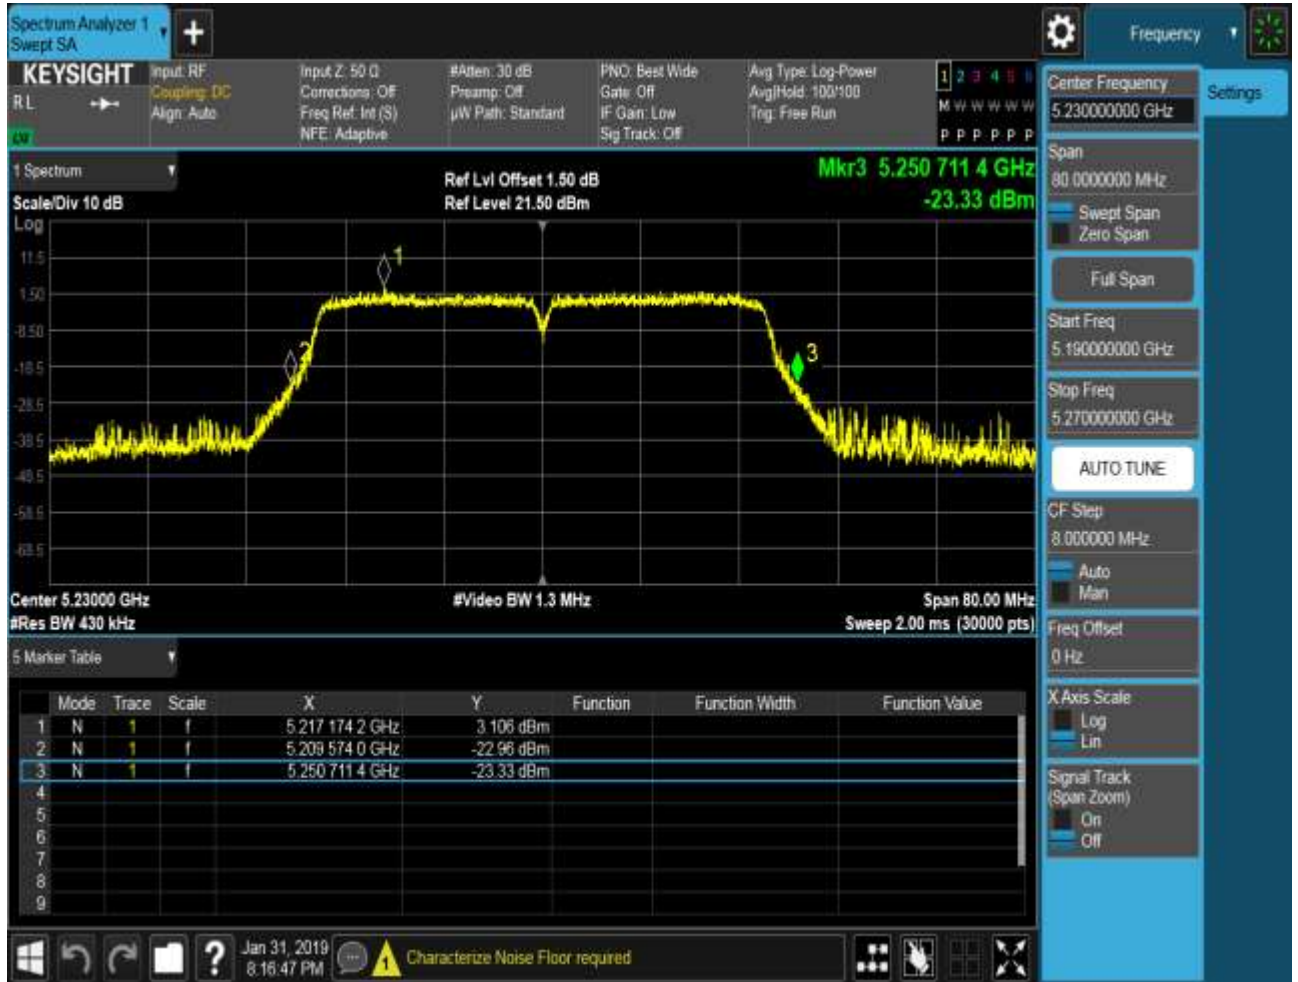 Spectrum Analyzer 1
Swept SA
+
Frequency
KEYSIGHT
RL
Input: RF
Coupling: DC
Align: Auto
Input Z: 50 Ω
Corrections: Off
Freq Ref: Int (S)
NFE: Adaptive
#Atten: 30 dB
Preamp: Off
µW Path: Standard
PNO: Best Wide
Gate: Off
IF Gain: Low
Sig Track: Off
Avg Type: Log-Power
Avg|Hold: 100/100
Trig: Free Run
1 2 3 4 5 6
M W W W W W
P P P P P P
1 Spectrum
Scale/Div 10 dB
Ref Lvl Offset 1.50 dB
Ref Level 21.50 dBm
Mkr3 5.250 711 4 GHz
-23.33 dBm
Log
11.5
1.50
-8.50
-18.5
-28.5
-38.5
-48.5
-58.5
-68.5
1
2
3
Center 5.23000 GHz
#Res BW 430 kHz
#Video BW 1.3 MHz
Span 80.00 MHz
Sweep 2.00 ms (30000 pts)
5 Marker Table
Mode Trace Scale X Y Function Function Width Function Value
1 N 1 f 5.217 174 2 GHz 3.106 dBm
2 N 1 f 5.209 574 0 GHz -22.96 dBm
3 N 1 f 5.250 711 4 GHz -23.33 dBm
4
5
6
7
8
9
?
Jan 31, 2019
8:16:47 PM
1
Characterize Noise Floor required
Settings
Center Frequency
5.230000000 GHz
Span
80.0000000 MHz
Swept Span
Zero Span
Full Span
Start Freq
5.190000000 GHz
Stop Freq
5.270000000 GHz
AUTO TUNE
CF Step
8.000000 MHz
Auto
Man
Freq Offset
0 Hz
X Axis Scale
Log
Lin
Signal Track
(Span Zoom)
On
Off